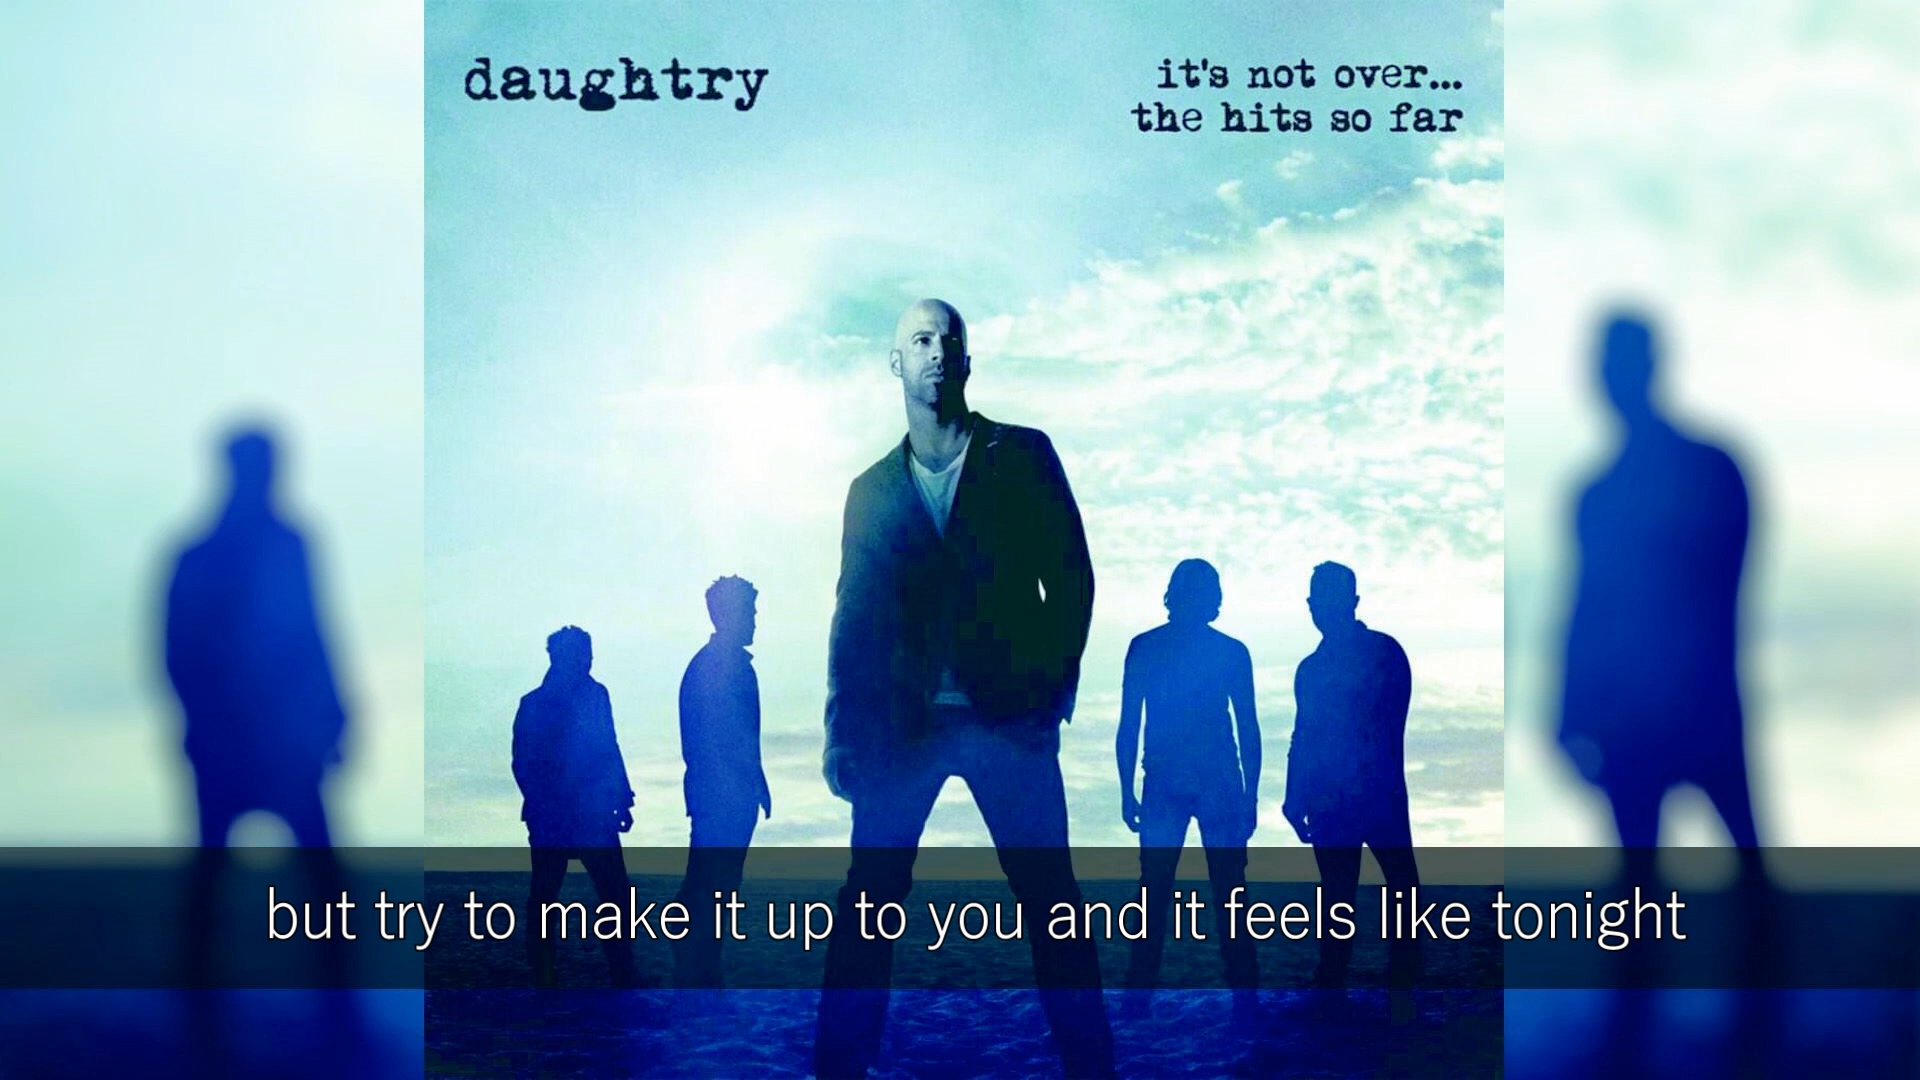 daughtry
it's not over...
the hits so far
but try to make it up to you and it feels like tonight